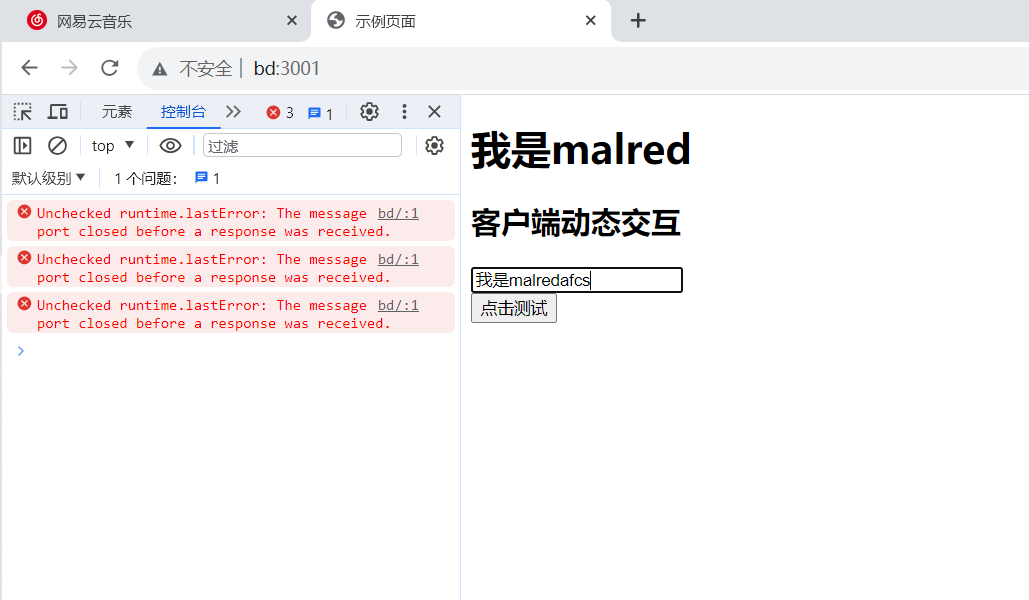 网易云音乐
示例页面
不安全 bd:3001
元素 控制台 3 1
top 过滤
默认级别 1 个问题: 1
Unchecked runtime.lastError: The message bd/:1
port closed before a response was received.
Unchecked runtime.lastError: The message bd/:1
port closed before a response was received.
Unchecked runtime.lastError: The message bd/:1
port closed before a response was received.
我是malred
客户端动态交互
我是malredafcs
点击测试